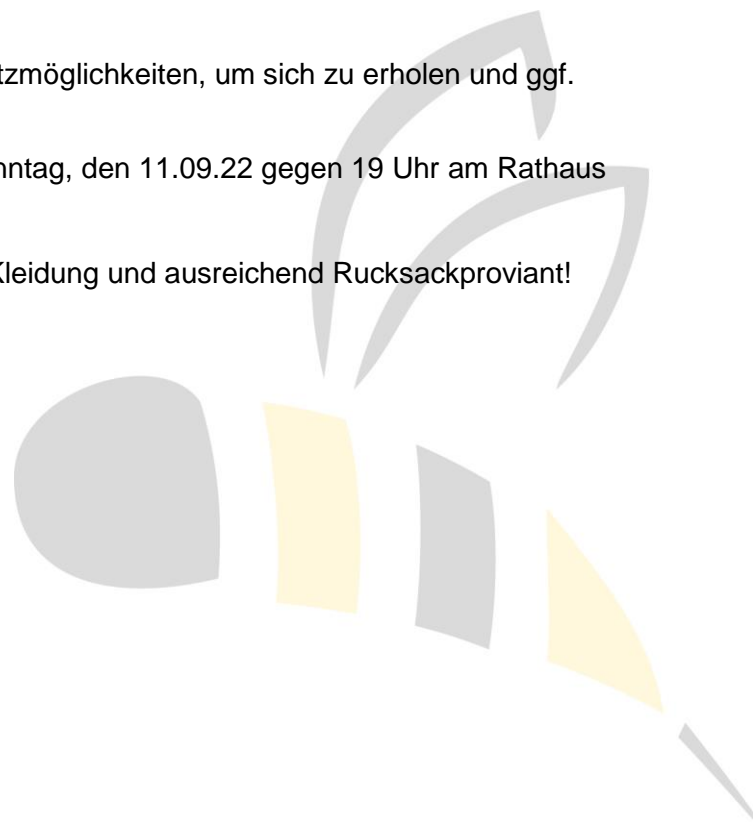 tzmöglichkeiten, um sich zu erholen und ggf.
nntag, den 11.09.22 gegen 19 Uhr am Rathaus
Kleidung und ausreichend Rucksackproviant!